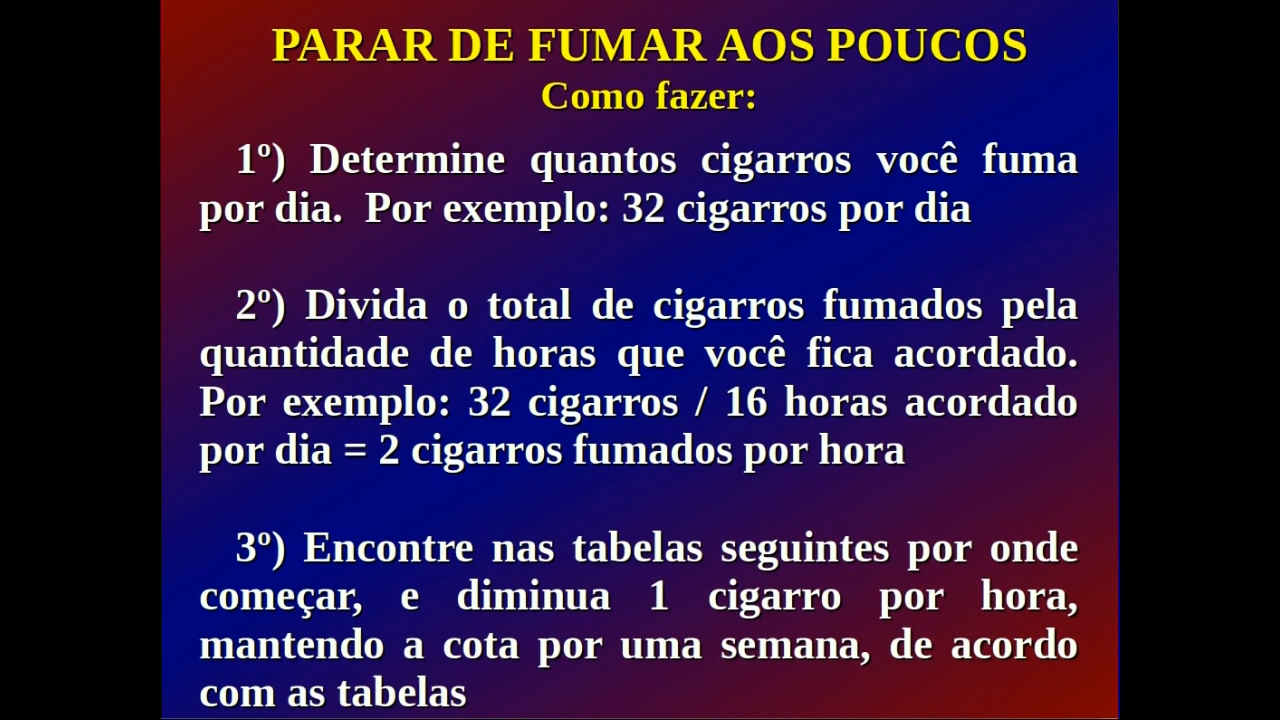 PARAR DE FUMAR AOS POUCOS
Como fazer:
1º) Determine quantos cigarros você fuma
por dia. Por exemplo: 32 cigarros por dia
2º) Divida o total de cigarros fumados pela
quantidade de horas que você fica acordado.
Por exemplo: 32 cigarros / 16 horas acordado
por dia = 2 cigarros fumados por hora
3º) Encontre nas tabelas seguintes por onde
começar, e diminua 1 cigarro por hora,
mantendo a cota por uma semana, de acordo
com as tabelas